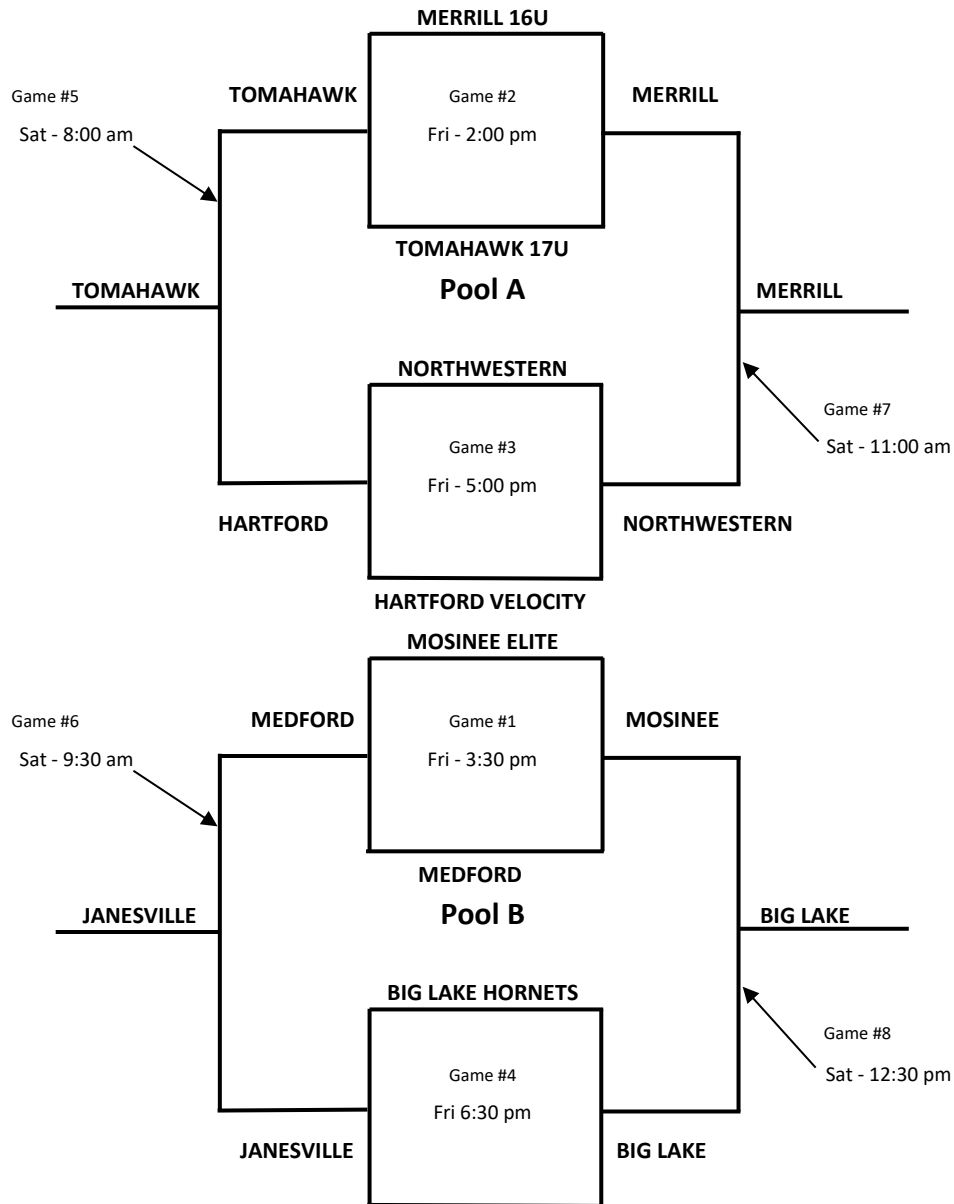 MERRILL 16U
Game #5
TOMAHAWK
Game #2
MERRILL
Sat - 8:00 am
Fri - 2:00 pm
TOMAHAWK 17U
TOMAHAWK
Pool A
MERRILL
NORTHWESTERN
Game #7
Game #3
Sat - 11:00 am
Fri - 5:00 pm
HARTFORD
NORTHWESTERN
HARTFORD VELOCITY
MOSINEE ELITE
Game #6
MEDFORD
Game #1
MOSINEE
Sat - 9:30 am
Fri - 3:30 pm
MEDFORD
JANESVILLE
Pool B
BIG LAKE
BIG LAKE HORNETS
Game #8
Game #4
Sat - 12:30 pm
Fri 6:30 pm
JANESVILLE
BIG LAKE